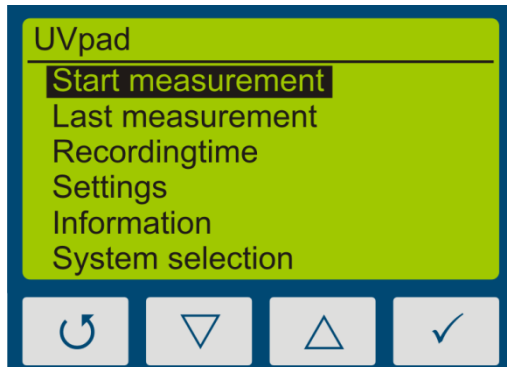 UVpad
Start measurement
Last measurement
Recordingtime
Settings
Information
System selection